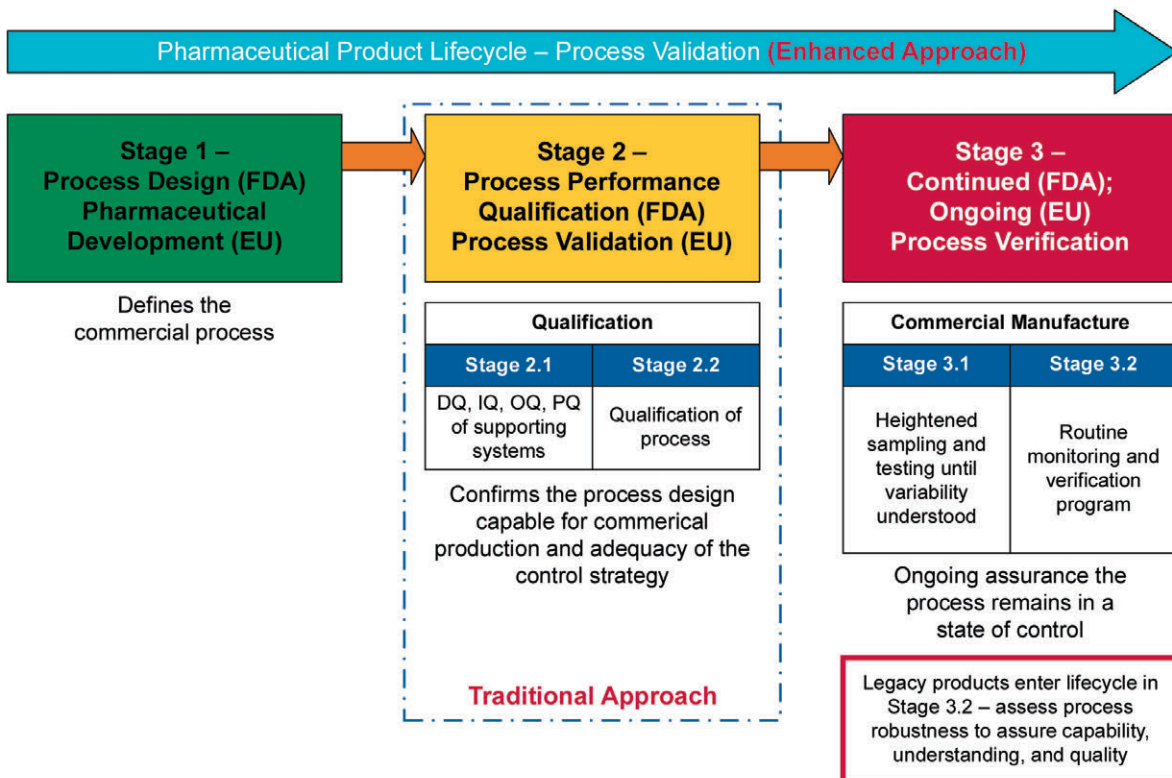 Pharmaceutical Product Lifecycle – Process Validation (Enhanced Approach)
Stage 1 –
Process Design (FDA)
Pharmaceutical
Development (EU)
Defines the
commercial process
Stage 2 –
Process Performance
Qualification (FDA)
Process Validation (EU)
Qualification
Stage 2.1
Stage 2.2
DQ, IQ, OQ, PQ
of supporting
systems
Qualification of
process
Confirms the process design
capable for commerical
production and adequacy of the
control strategy
Traditional Approach
Stage 3 –
Continued (FDA);
Ongoing (EU)
Process Verification
Commercial Manufacture
Stage 3.1
Stage 3.2
Heightened
sampling and
testing until
variability
understood
Routine
monitoring and
verification
program
Ongoing assurance the
process remains in a
state of control
Legacy products enter lifecycle in
Stage 3.2 – assess process
robustness to assure capability,
understanding, and quality